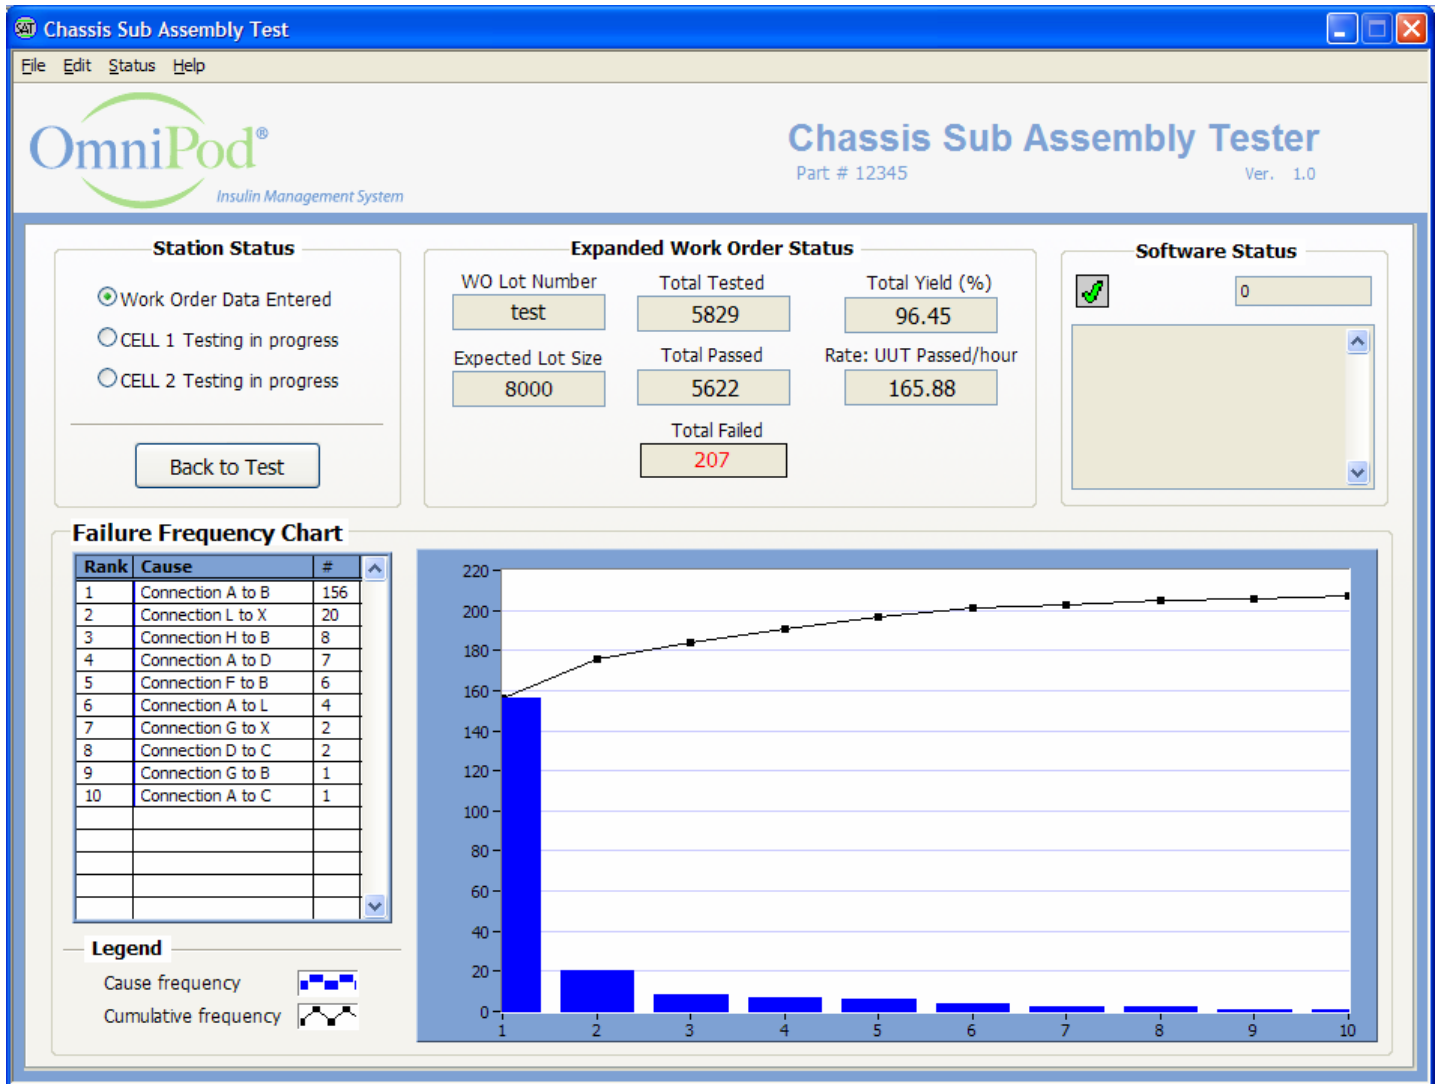 SAT Chassis Sub Assembly Test
File Edit Status Help
OmniPod®
Insulin Management System
Chassis Sub Assembly Tester
Part # 12345 Ver. 1.0
Station Status
Work Order Data Entered
CELL 1 Testing in progress
CELL 2 Testing in progress
Back to Test
Expanded Work Order Status
WO Lot Number Total Tested Total Yield (%)
test 5829 96.45
Expected Lot Size Total Passed Rate: UUT Passed/hour
8000 5622 165.88
Total Failed
207
Software Status
0
Failure Frequency Chart
Rank Cause #
1 Connection A to B 156
2 Connection L to X 20
3 Connection H to B 8
4 Connection A to D 7
5 Connection F to B 6
6 Connection A to L 4
7 Connection G to X 2
8 Connection D to C 2
9 Connection G to B 1
10 Connection A to C 1
Legend
Cause frequency
Cumulative frequency
220
200
180
160
140
120
100
80
60
40
20
0
1 2 3 4 5 6 7 8 9 10